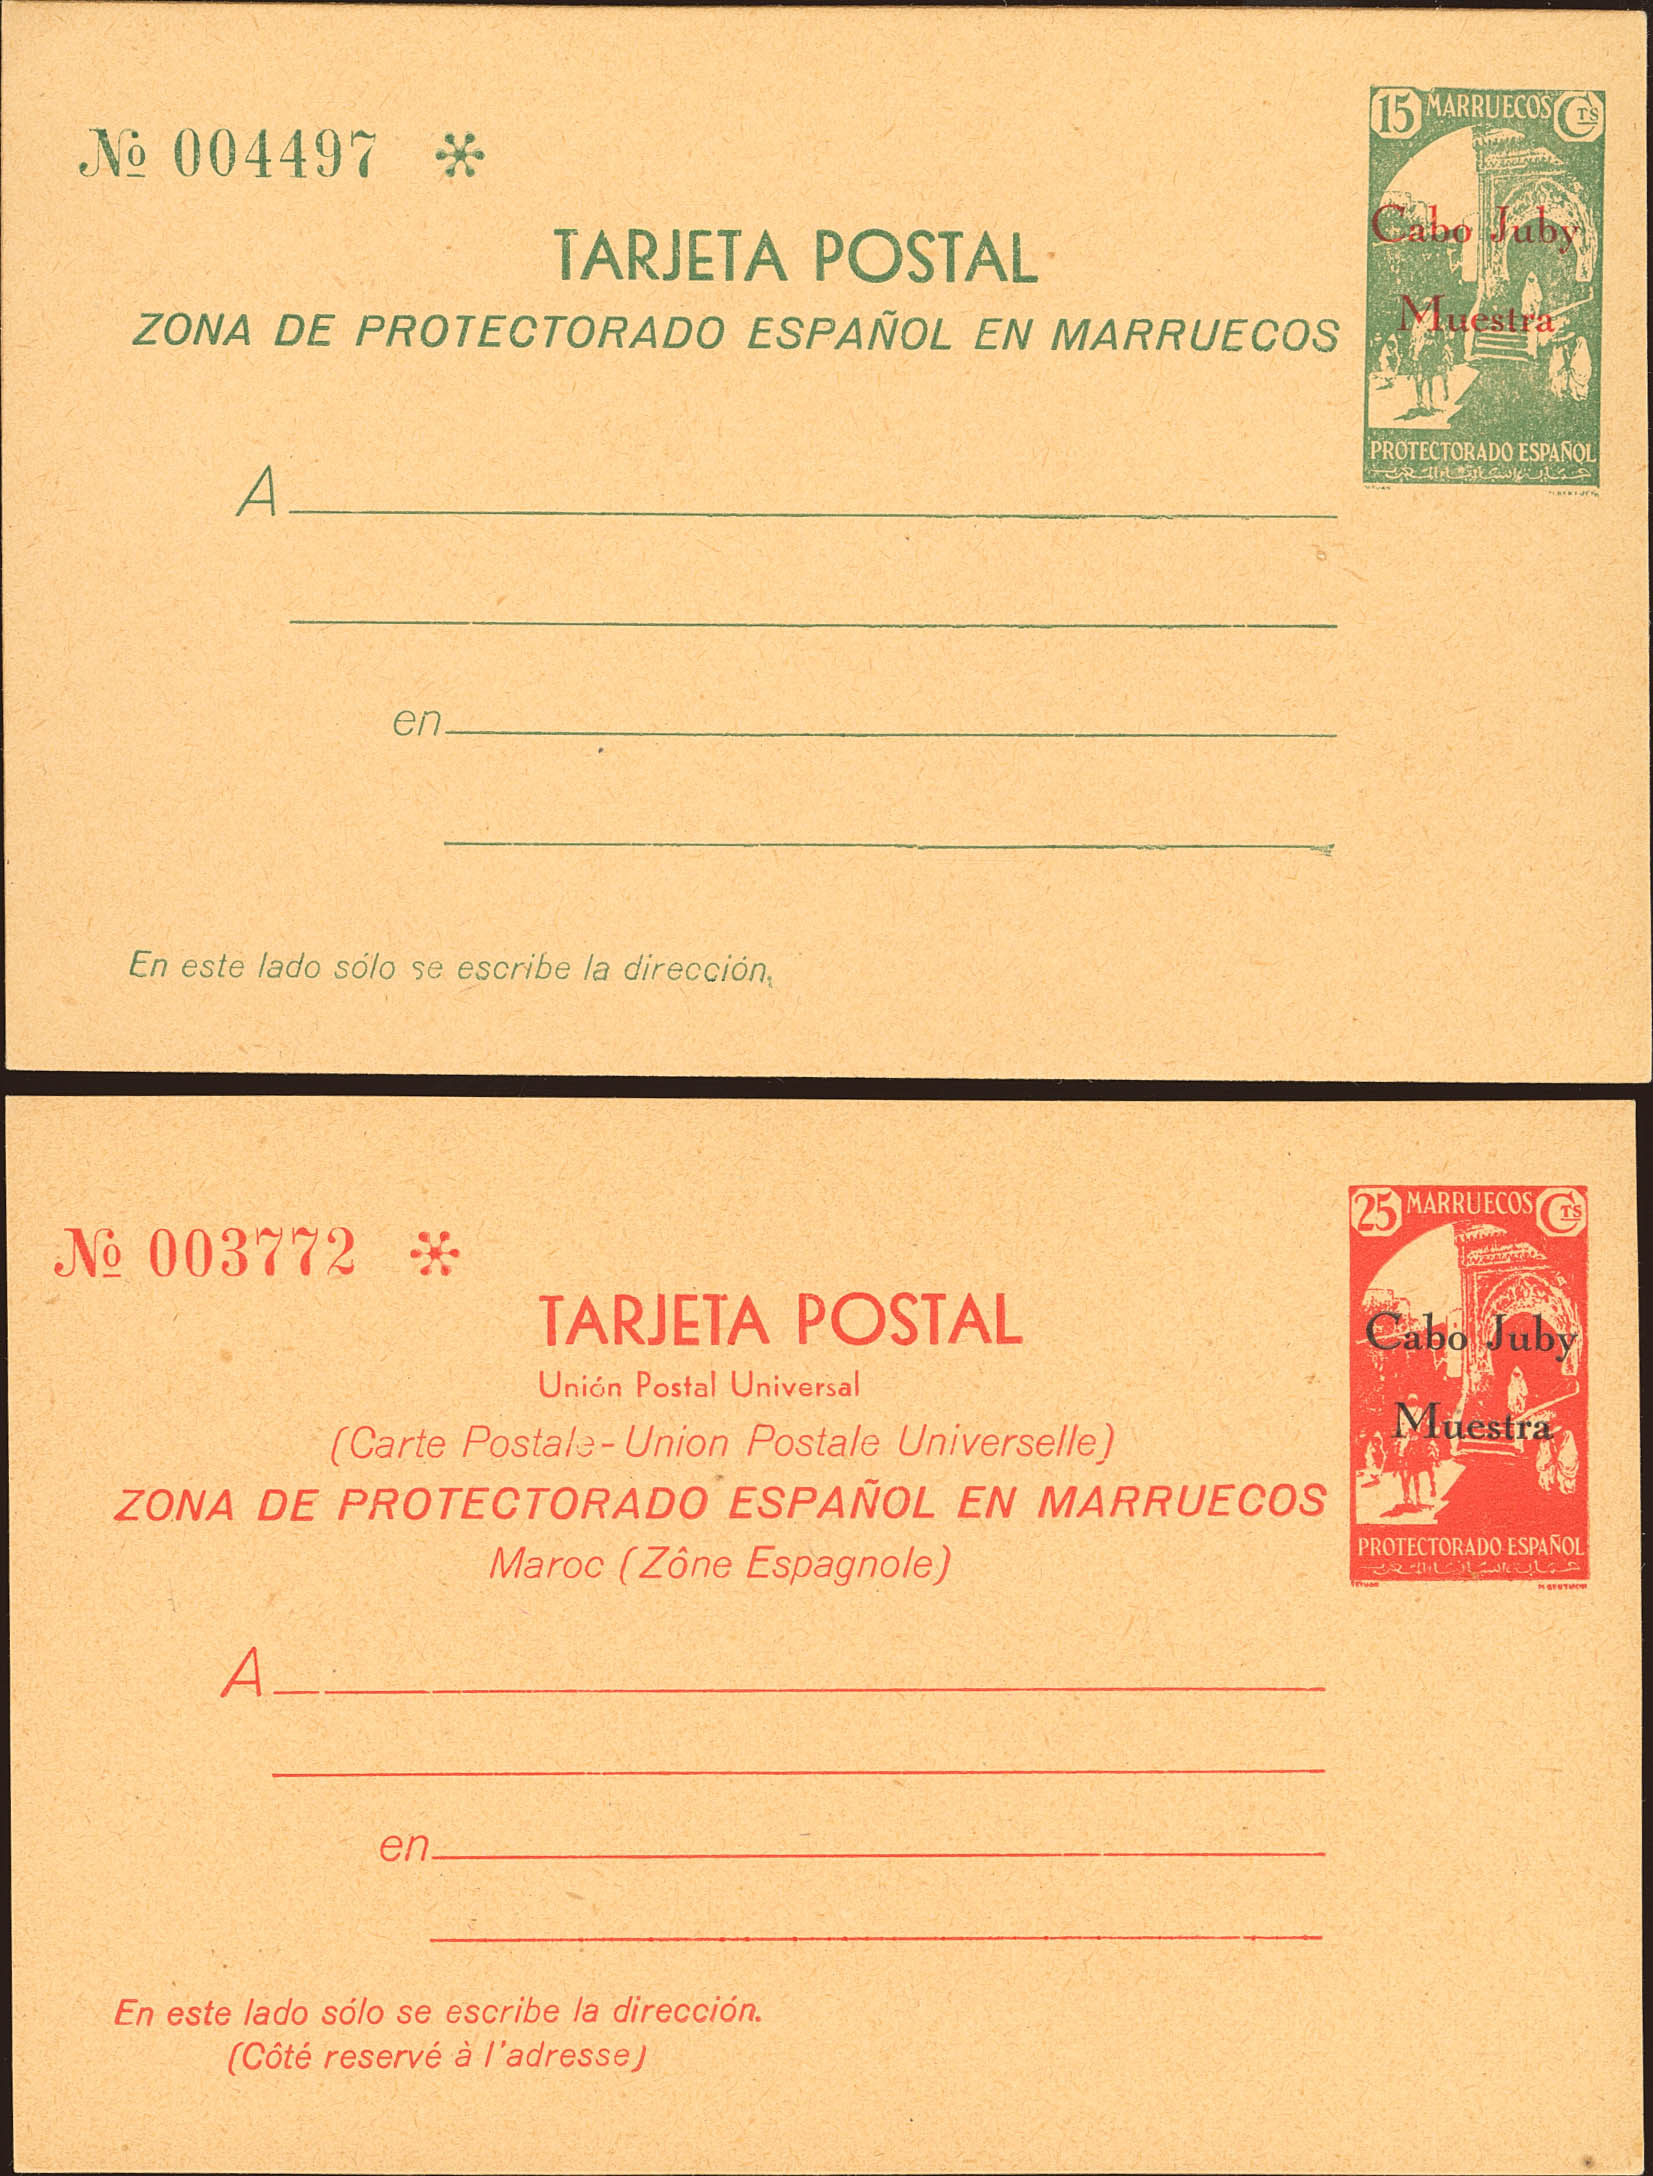 Nº 004497 *
15 MARRUECOS Cts
Cabo Juby
Muestra
PROTECTORADO ESPAÑOL
TARJETA POSTAL
ZONA DE PROTECTORADO ESPAÑOL EN MARRUECOS
A
en
En este lado sólo se escribe la dirección.
Nº 003772 *
25 MARRUECOS Cts
Cabo Juby
Muestra
PROTECTORADO ESPAÑOL
TARJETA POSTAL
Unión Postal Universal
(Carte Postale - Union Postale Universelle)
ZONA DE PROTECTORADO ESPAÑOL EN MARRUECOS
Maroc (Zône Espagnole)
A
en
En este lado sólo se escribe la dirección.
(Côté reservé à l'adresse)